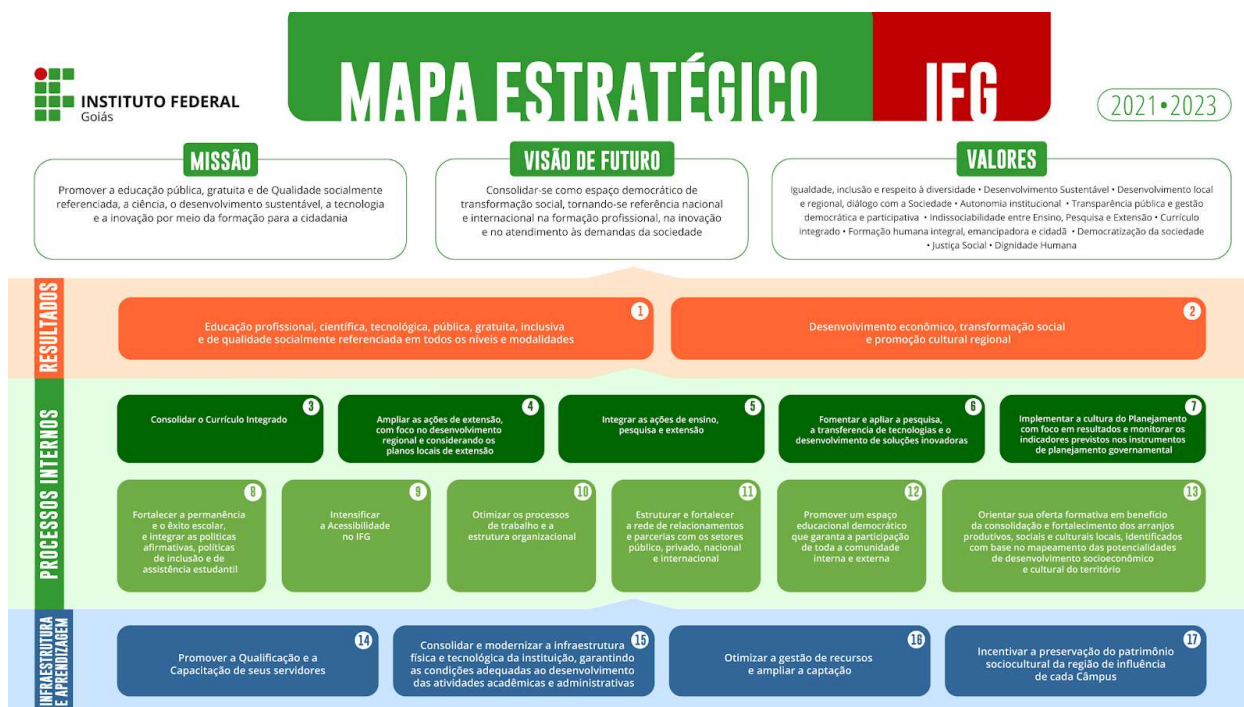 INSTITUTO FEDERAL
Goiás
MAPA ESTRATÉGICO
IFG
2021•2023
MISSÃO
Promover a educação pública, gratuita e de Qualidade socialmente
referenciada, a ciência, o desenvolvimento sustentável, a tecnologia
e a inovação por meio da formação para a cidadania
VISÃO DE FUTURO
Consolidar-se como espaço democrático de
transformação social, tornando-se referência nacional
e internacional na formação profissional, na inovação
e no atendimento às demandas da sociedade
VALORES
Igualdade, inclusão e respeito à diversidade • Desenvolvimento Sustentável • Desenvolvimento local
e regional, diálogo com a Sociedade • Autonomia institucional • Transparência pública e gestão
democrática e participativa • Indissociabilidade entre Ensino, Pesquisa e Extensão • Currículo
integrado • Formação humana integral, emancipadora e cidadã • Democratização da sociedade
• Justiça Social • Dignidade Humana
RESULTADOS
1
Educação profissional, científica, tecnológica, pública, gratuita, inclusiva
e de qualidade socialmente referenciada em todos os níveis e modalidades
2
Desenvolvimento econômico, transformação social
e promoção cultural regional
PROCESSOS INTERNOS
3
Consolidar o Currículo Integrado
4
Ampliar as ações de extensão,
com foco no desenvolvimento
regional e considerando os
planos locais de extensão
5
Integrar as ações de ensino,
pesquisa e extensão
6
Fomentar e apliar a pesquisa,
a transferencia de tecnologias e o
desenvolvimento de soluções inovadoras
7
Implementar a cultura do Planejamento
com foco em resultados e monitorar os
indicadores previstos nos instrumentos
de planejamento governamental
8
Fortalecer a permanência
e o êxito escolar,
e integrar as politicas
afirmativas, políticas
de inclusão e de
assistência estudantil
9
Intensificar
a Acessibilidade
no IFG
10
Otimizar os processos
de trabalho e a
estrutura organizacional
11
Estruturar e fortalecer
a rede de relacionamentos
e parcerias com os setores
público, privado, nacional
e internacional
12
Promover um espaço
educacional democrático
que garanta a participação
de toda a comunidade
interna e externa
13
Orientar sua oferta formativa em benefício
da consolidação e fortalecimento dos arranjos
produtivos, sociais e culturais locais, identificados
com base no mapeamento das potencialidades
de desenvolvimento socioeconômico
e cultural do território
INFRAESTRUTURA
E APRENDIZAGEM
14
Promover a Qualificação e a
Capacitação de seus servidores
15
Consolidar e modernizar a infraestrutura
física e tecnológica da instituição, garantindo
as condições adequadas ao desenvolvimento
das atividades acadêmicas e administrativas
16
Otimizar a gestão de recursos
e ampliar a captação
17
Incentivar a preservação do patrimônio
sociocultural da região de influência
de cada Câmpus